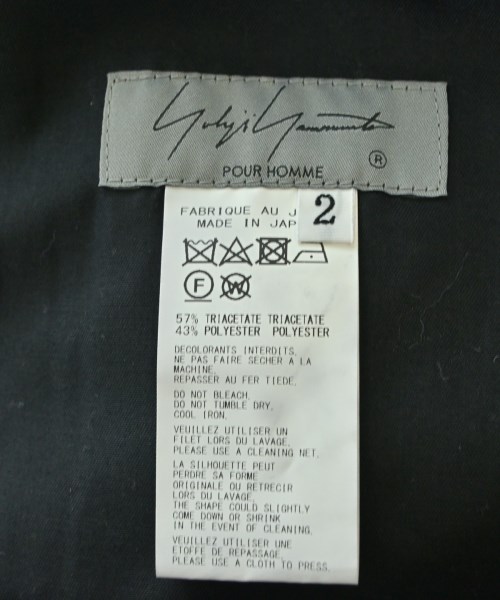 Yohji Yamamoto
®
POUR HOMME
2
FABRIQUE AU J
MADE IN JAP
F W
57% TRIACETATE TRIACETATE
43% POLYESTER POLYESTER
DECOLORANTS INTERDITS.
NE PAS FAIRE SECHER A LA
MACHINE.
REPASSER AU FER TIEDE.
DO NOT BLEACH.
DO NOT TUMBLE DRY.
COOL IRON.
VEUILLEZ UTILISER UN
FILET LORS DU LAVAGE.
PLEASE USE A CLEANING NET.
LA SILHOUETTE PEUT
PERDRE SA FORME
ORIGINALE OU RETRECIR
LORS DU LAVAGE.
THE SHAPE COULD SLIGHTLY
COME DOWN OR SHRINK
IN THE EVENT OF CLEANING.
VEUILLEZ UTILISER UNE
ETOFFE DE REPASSAGE.
PLEASE USE A CLOTH TO PRESS.